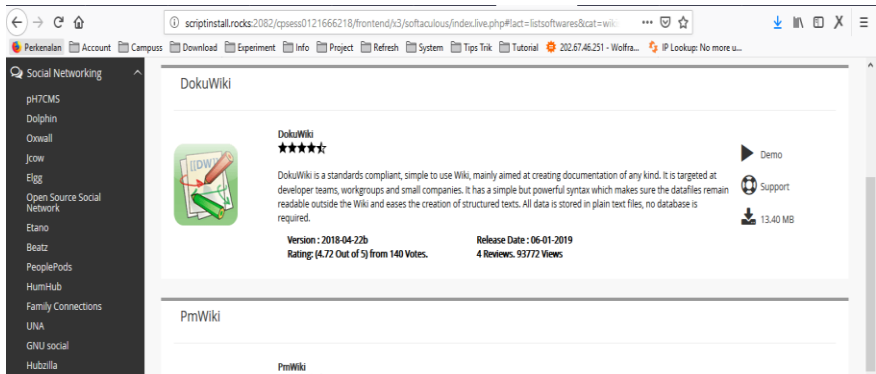 scriptinstall.rocks:2082/cpsess0121666218/frontend/x3/softaculous/index.live.php#!act=listsoftwares&cat=wiki
Perkenalan Account Campuss Download Experiment Info Project Refresh System Tips Trik Tutorial 202.67.46.251 - Wolfra... IP Lookup: No more u...
Social Networking
pH7CMS
Dolphin
Oxwall
Jcow
Elgg
Open Source Social
Network
Etano
Beatz
PeoplePods
HumHub
Family Connections
UNA
GNU social
Hubzilla
DokuWiki
[[DW]]
DokuWiki
DokuWiki is a standards compliant, simple to use Wiki, mainly aimed at creating documentation of any kind. It is targeted at
developer teams, workgroups and small companies. It has a simple but powerful syntax which makes sure the datafiles remain
readable outside the Wiki and eases the creation of structured texts. All data is stored in plain text files, no database is
required.
Version : 2018-04-22b Release Date : 06-01-2019
Rating: (4.72 Out of 5) from 140 Votes. 4 Reviews. 93772 Views
Demo
Support
13.40 MB
PmWiki
PmWiki